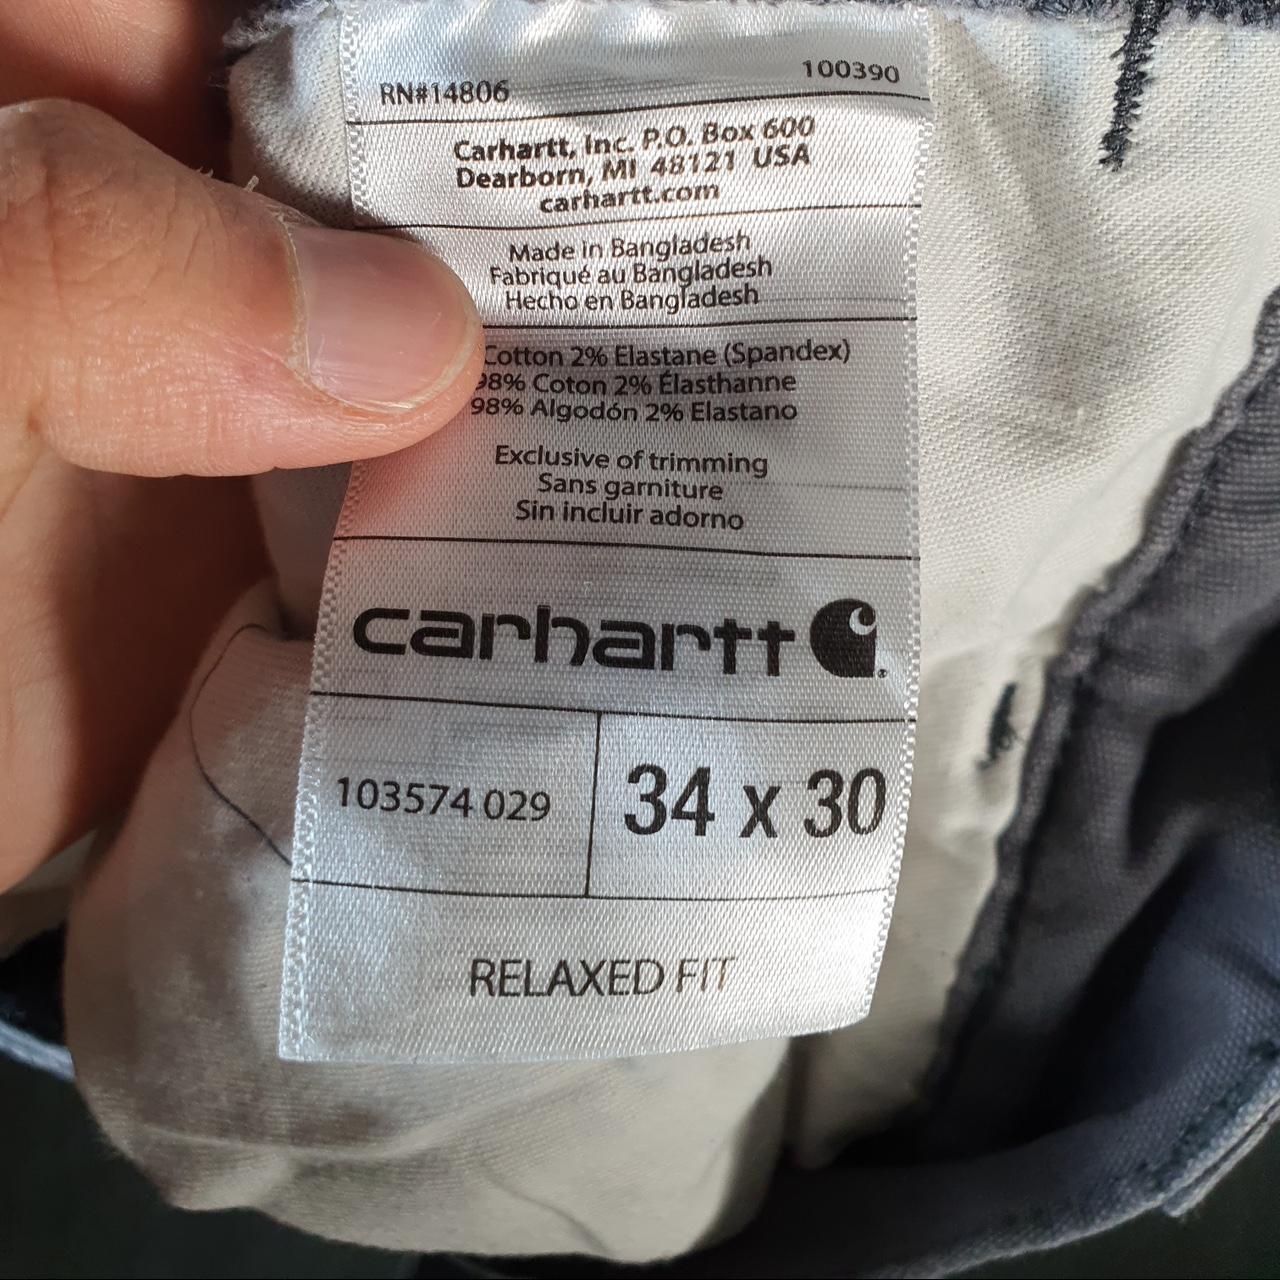 RN#14806 100390
Carhartt, Inc. P.O. Box 600
Dearborn, MI 48121 USA
carhartt.com
Made in Bangladesh
Fabriqué au Bangladesh
Hecho en Bangladesh
Cotton 2% Elastane (Spandex)
98% Coton 2% Élasthanne
98% Algodón 2% Elastano
Exclusive of trimming
Sans garniture
Sin incluir adorno
carhartt
103574 029
34 x 30
RELAXED FIT